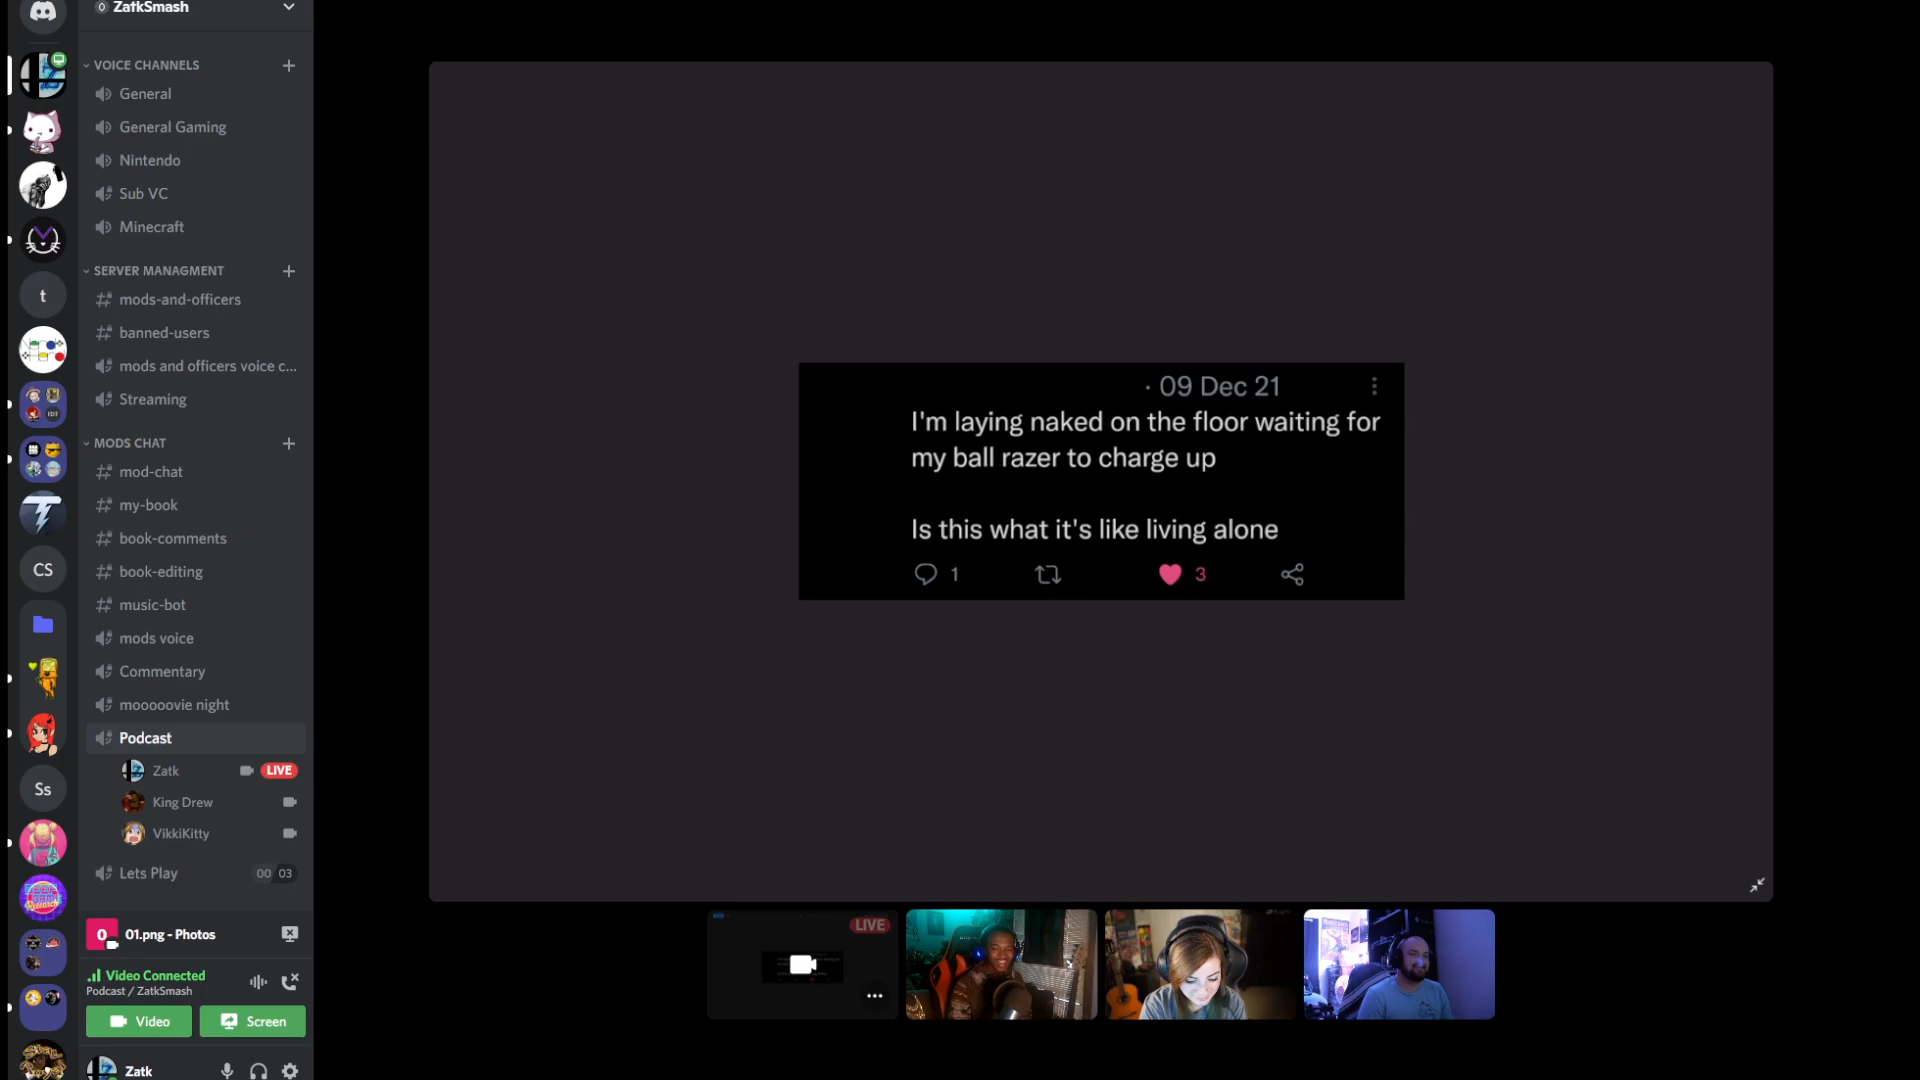 ZatkSmash
VOICE CHANNELS
General
General Gaming
Nintendo
Sub VC
Minecraft
SERVER MANAGMENT
mods-and-officers
banned-users
mods and officers voice c...
Streaming
MODS CHAT
mod-chat
my-book
book-comments
book-editing
music-bot
mods voice
Commentary
mooooovie night
Podcast
Zatk LIVE
King Drew
VikkiKitty
Lets Play 00 03
01.png - Photos
Video Connected
Podcast / ZatkSmash
Video Screen
Zatk
t
CS
Ss
· 09 Dec 21
I'm laying naked on the floor waiting for
my ball razer to charge up
Is this what it's like living alone
1 3
LIVE